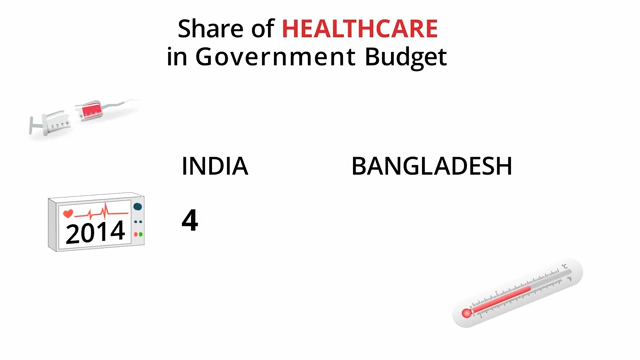 Share of HEALTHCARE
in Government Budget
INDIA BANGLADESH
2014 4